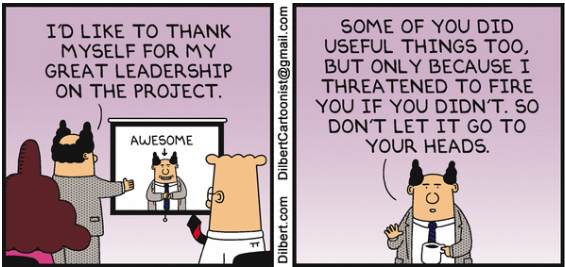 I'D LIKE TO THANK
MYSELF FOR MY
GREAT LEADERSHIP
ON THE PROJECT.
AWESOME
Dilbert.com DilbertCartoonist@gmail.com
SOME OF YOU DID
USEFUL THINGS TOO,
BUT ONLY BECAUSE I
THREATENED TO FIRE
YOU IF YOU DIDN'T. SO
DON'T LET IT GO TO
YOUR HEADS.